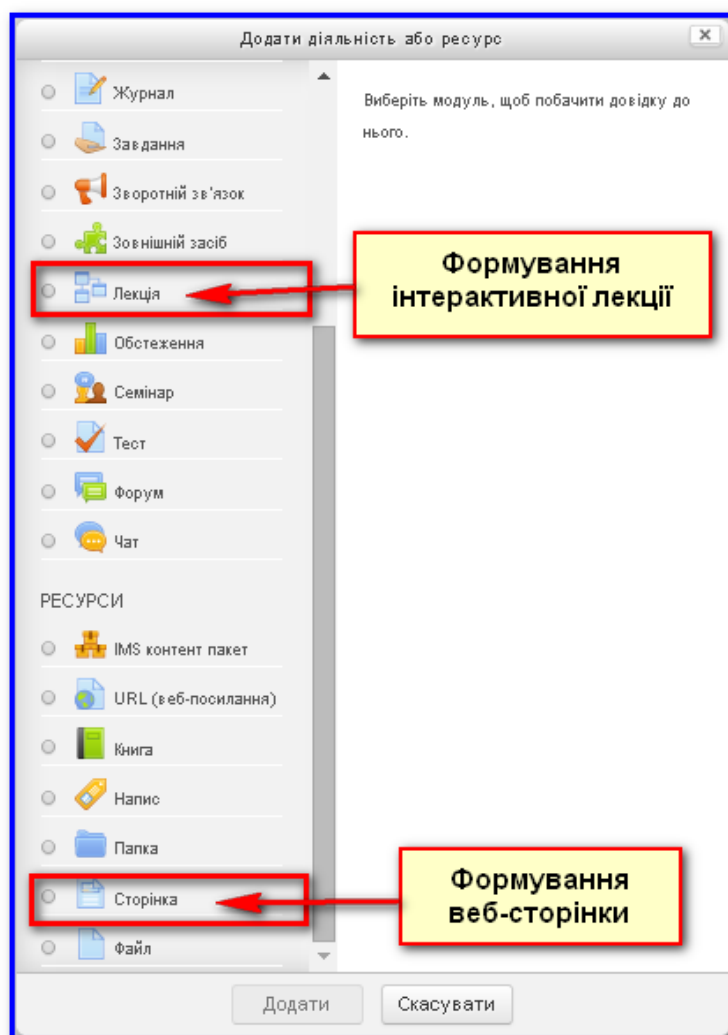 Додати діяльність або ресурс
Журнал
Завдання
Зворотній зв'язок
Зовнішній засіб
Лекція
Обстеження
Семінар
Тест
Форум
Чат
РЕСУРСИ
IMS контент пакет
URL (веб-посилання)
Книга
Напис
Папка
Сторінка
Файл
Виберіть модуль, щоб побачити довідку до
нього.
Формування
інтерактивної лекції
Формування
веб-сторінки
Додати
Скасувати